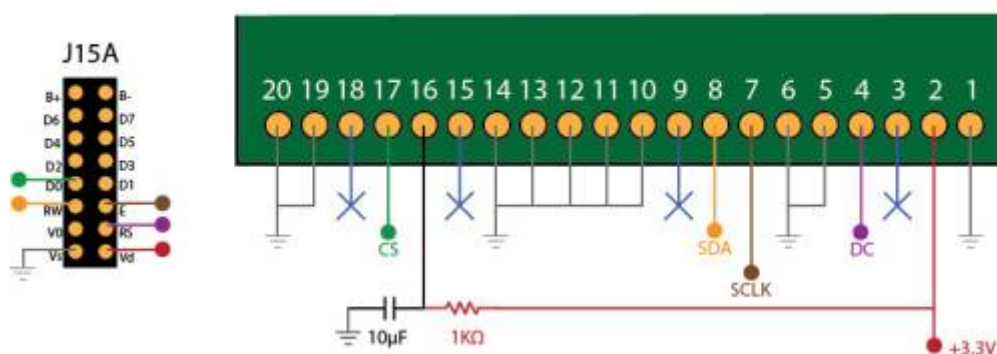 J15A
B+ B-
D6 D7
D4 D5
D2 D3
D0 D1
RW E
V0 RS
Vs Vd
20 19 18 17 16 15 14 13 12 11 10 9 8 7 6 5 4 3 2 1
CS SDA DC
SCLK
10µF 1KΩ +3.3V